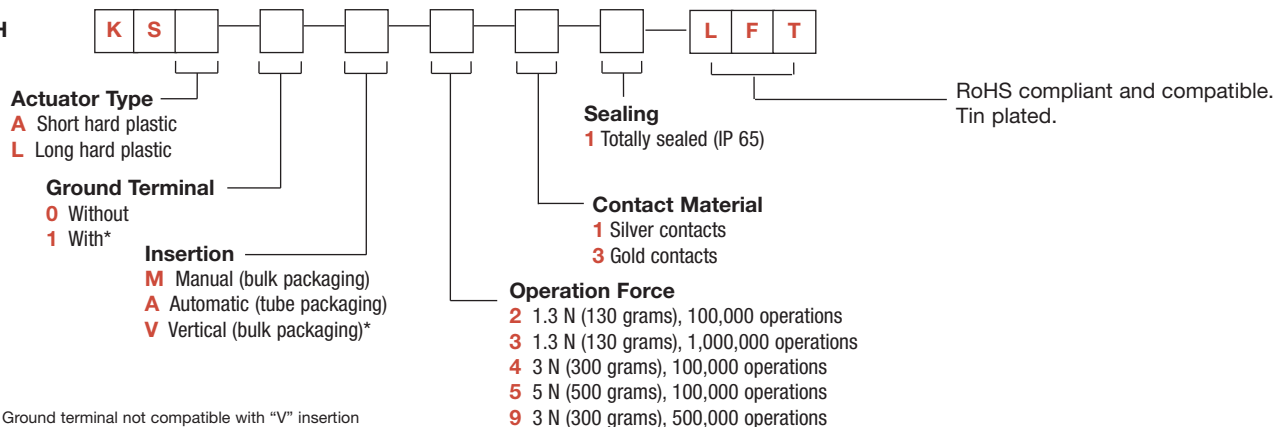 H
K S
L F T
RoHS compliant and compatible.
Tin plated.
Actuator Type
A Short hard plastic
L Long hard plastic
Sealing
1 Totally sealed (IP 65)
Ground Terminal
0 Without
1 With*
Contact Material
1 Silver contacts
3 Gold contacts
Insertion
M Manual (bulk packaging)
A Automatic (tube packaging)
V Vertical (bulk packaging)*
Operation Force
2 1.3 N (130 grams), 100,000 operations
3 1.3 N (130 grams), 1,000,000 operations
4 3 N (300 grams), 100,000 operations
5 5 N (500 grams), 100,000 operations
9 3 N (300 grams), 500,000 operations
Ground terminal not compatible with “V” insertion